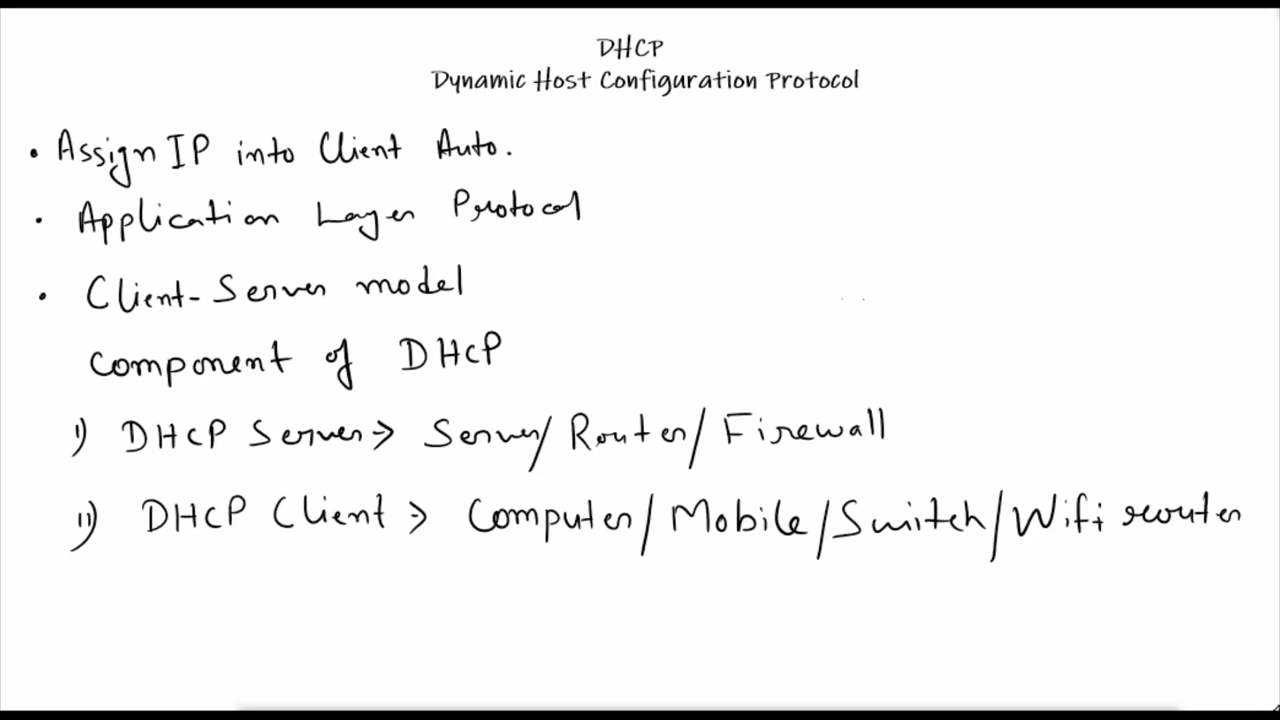 DHCP
Dynamic Host Configuration Protocol
• Assign IP into Client Auto.
• Application Layer Protocol
• Client-Server model
component of DHCP
i) DHCP Server → Server/Router/Firewall
ii) DHCP Client → Computer/Mobile/Switch/Wifi router